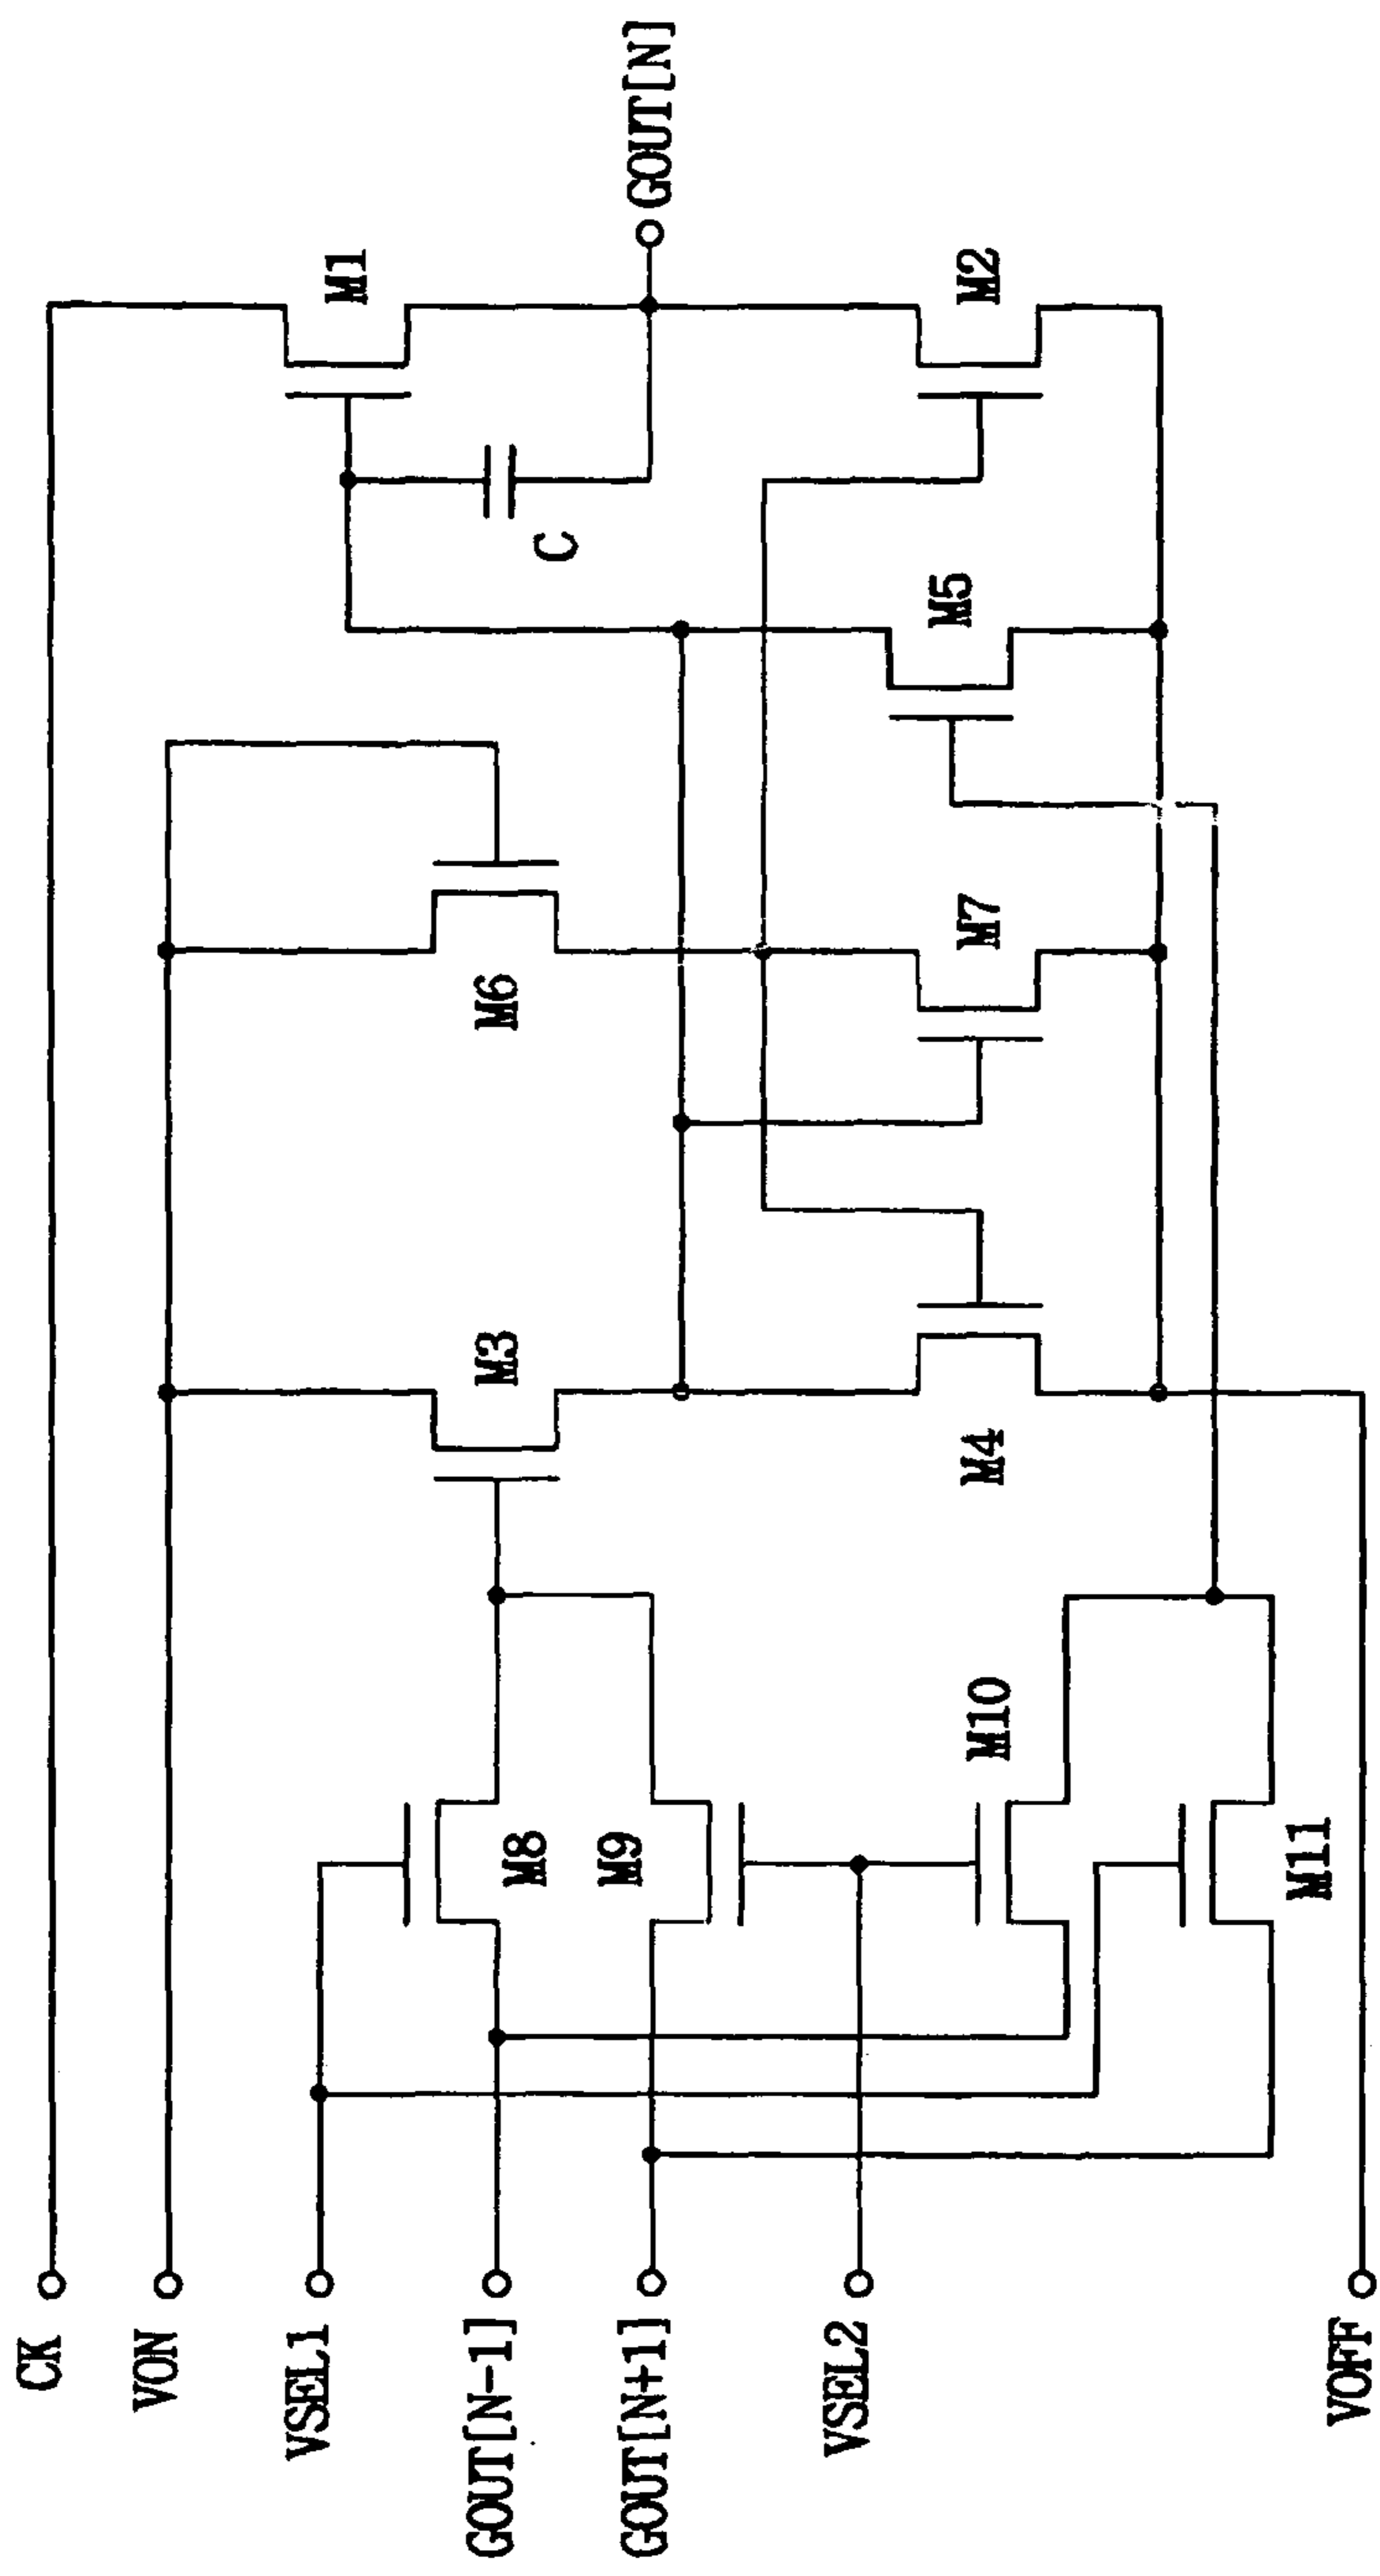 CK
VON
VSEL1
GOUT[N-1]
GOUT[N+1]
VSEL2
VOFF
M8
M9
M10
M11
M3
M4
M6
M7
M5
C
M1
M2
GOUT[N]